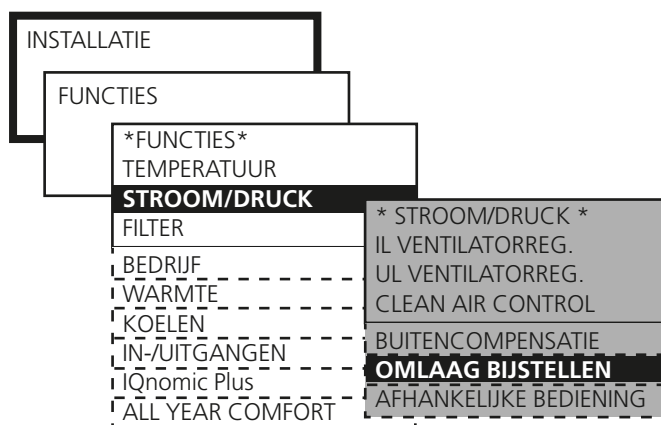 INSTALLATIE
FUNCTIES
*FUNCTIES*
TEMPERATUUR
STROOM/DRUCK
FILTER
BEDRIJF
WARMTE
KOELEN
IN-/UITGANGEN
IQnomic Plus
ALL YEAR COMFORT
* STROOM/DRUCK *
IL VENTILATORREG.
UL VENTILATORREG.
CLEAN AIR CONTROL
BUITENCOMPENSATIE
OMLAAG BIJSTELLEN
AFHANKELIJKE BEDIENING